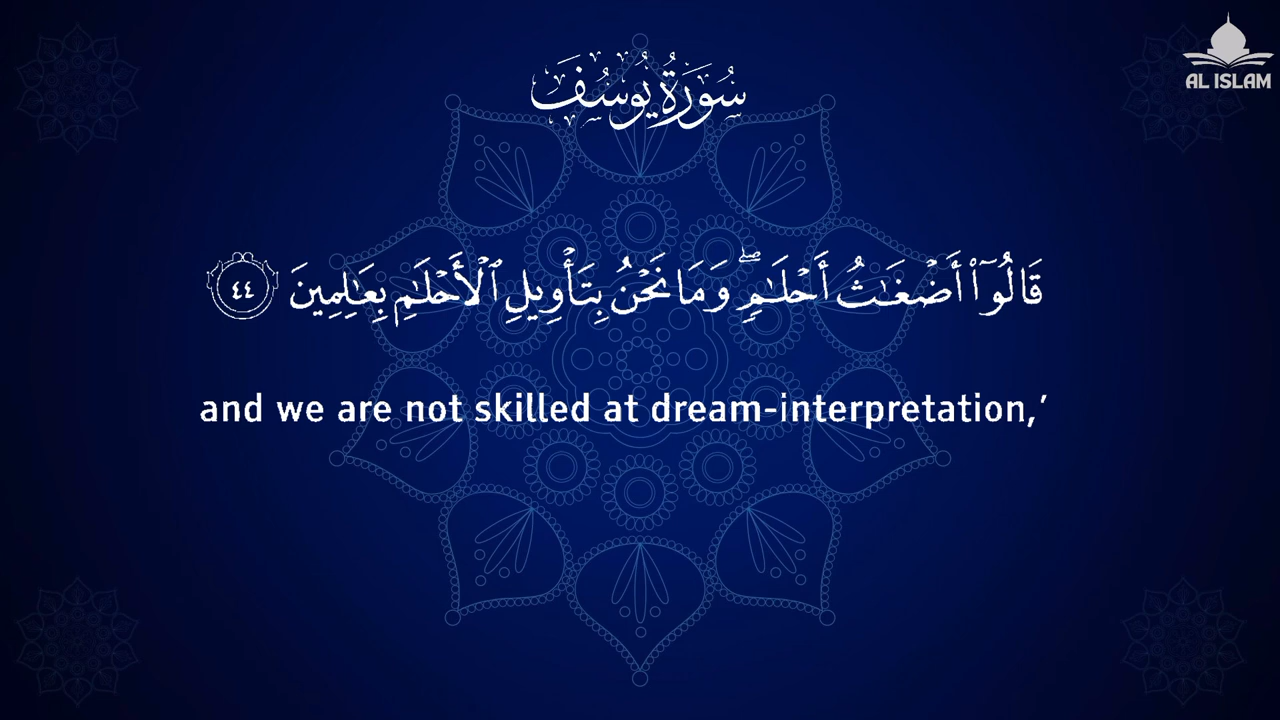 سُورَةُ يُوسُفَ
AL ISLAM
قَالُوٓا۟ أَضْغَـٰثُ أَحْلَـٰمٍۢ ۖ وَمَا نَحْنُ بِتَأْوِيلِ ٱلْأَحْلَـٰمِ بِعَـٰلِمِينَ ٤٤
and we are not skilled at dream-interpretation,’